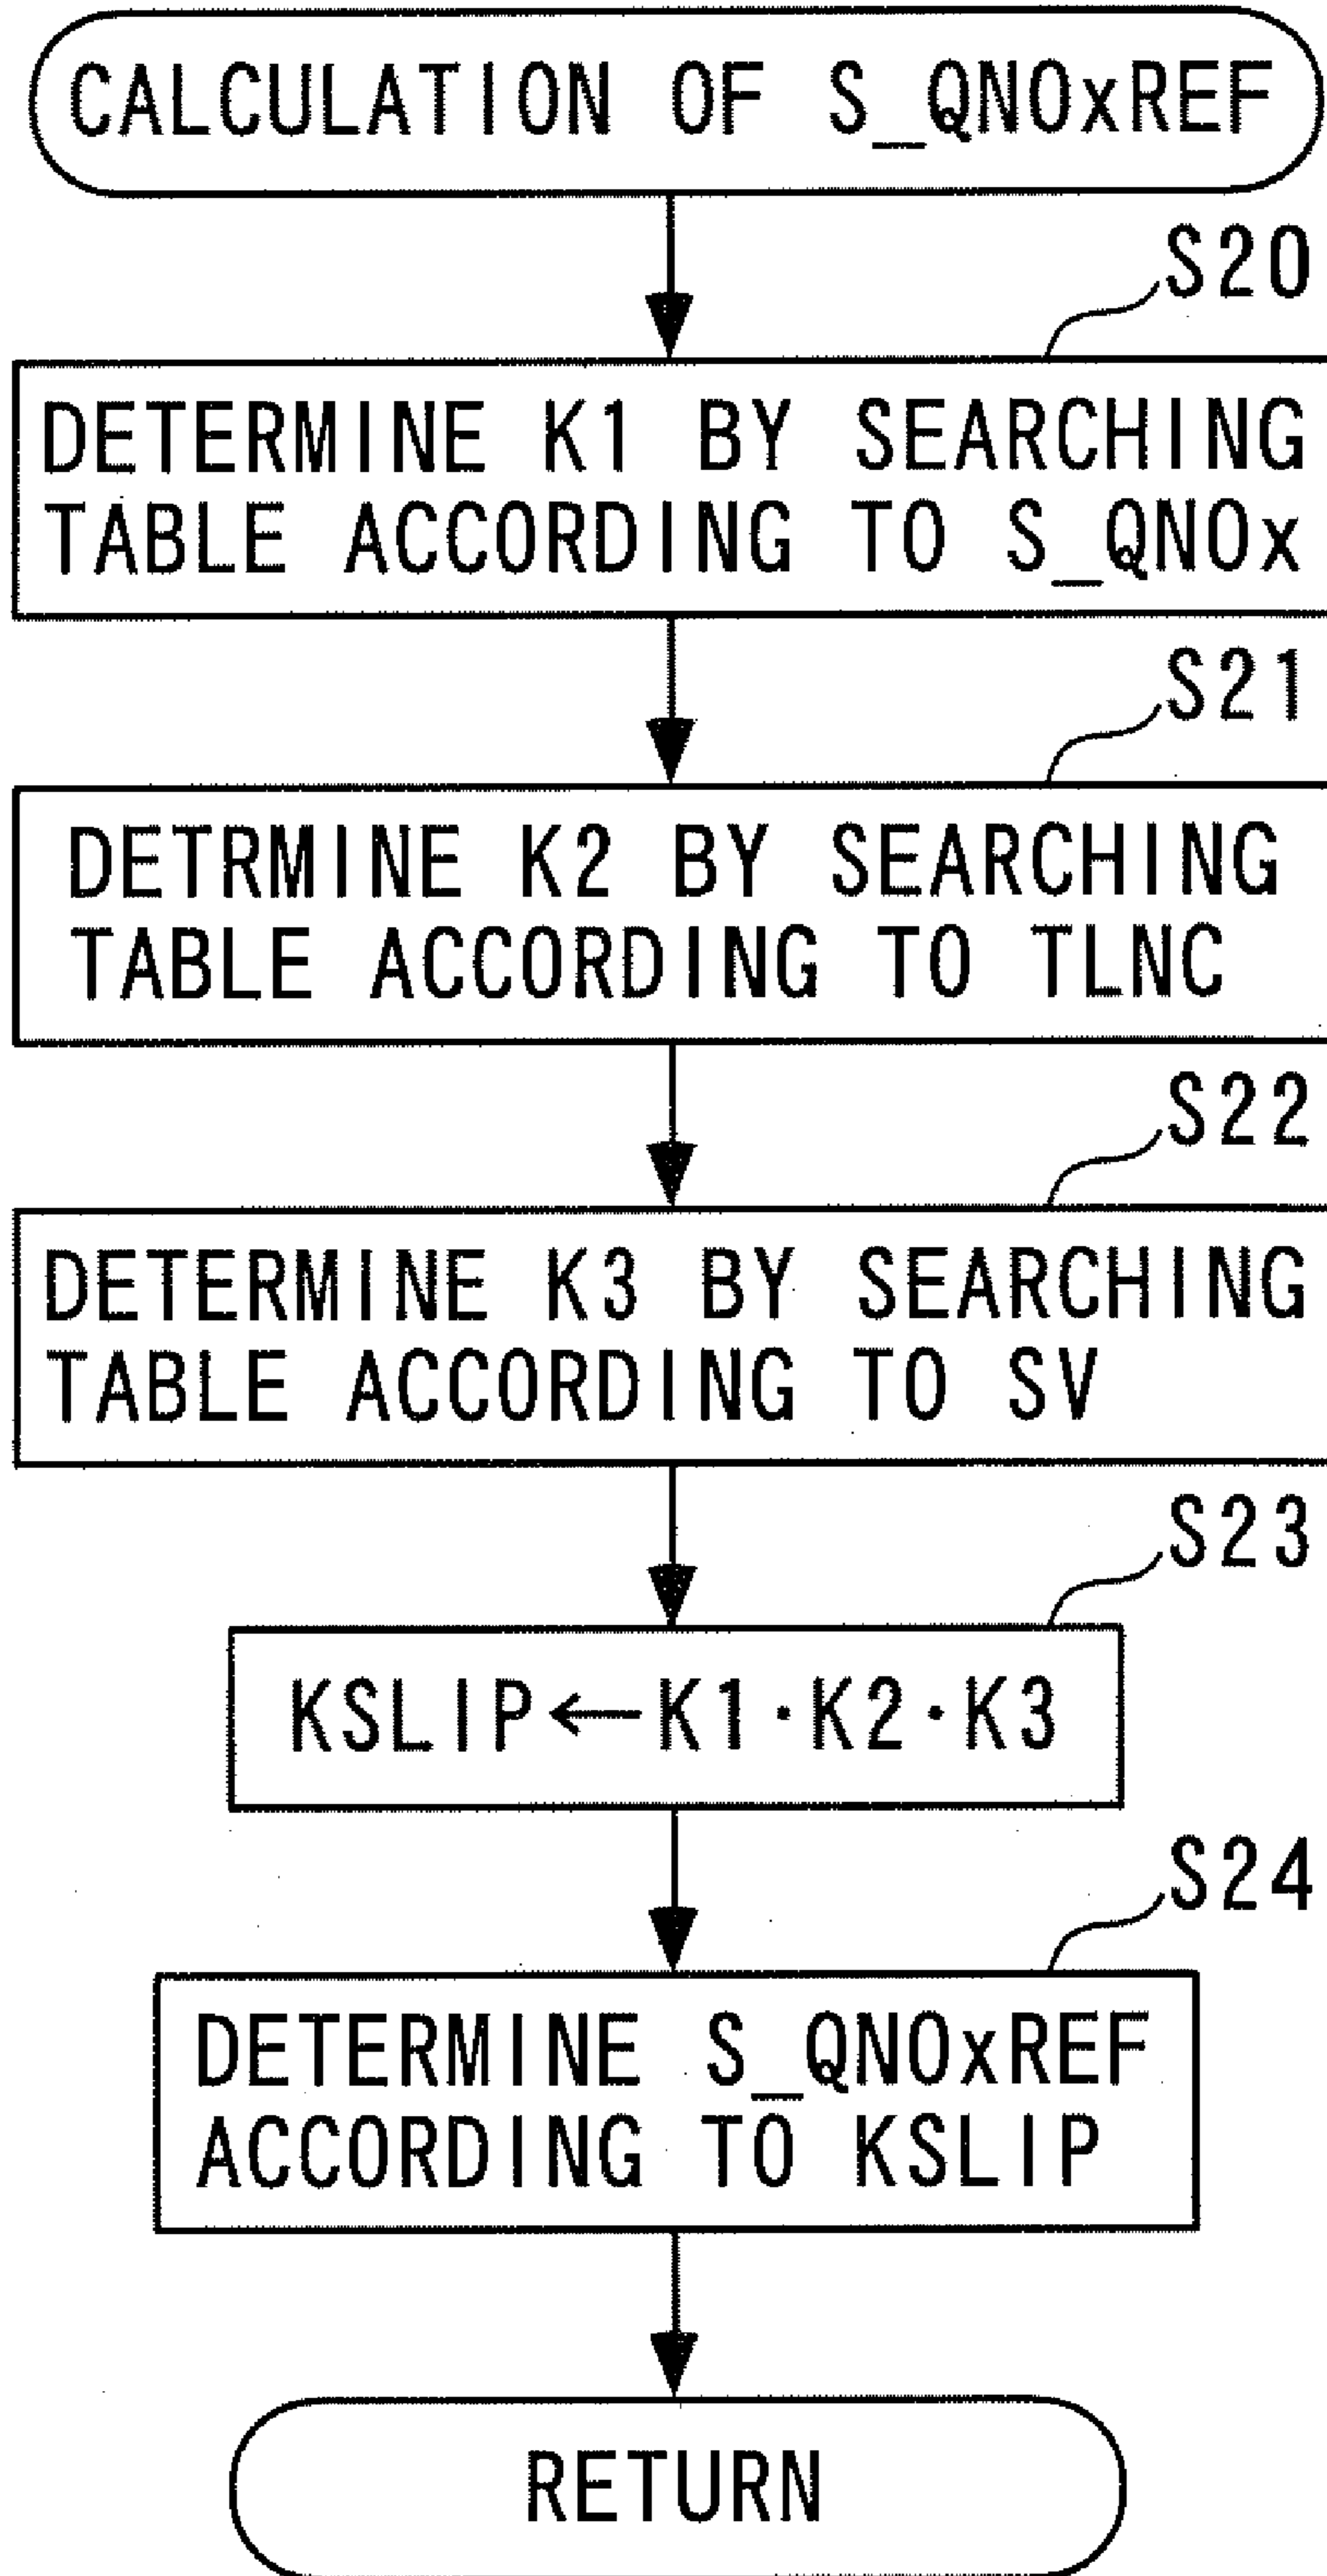 CALCULATION OF S_QNOxREF
S20
DETERMINE K1 BY SEARCHING
TABLE ACCORDING TO S_QNOx
S21
DETRMINE K2 BY SEARCHING
TABLE ACCORDING TO TLNC
S22
DETERMINE K3 BY SEARCHING
TABLE ACCORDING TO SV
S23
KSLIP←K1·K2·K3
S24
DETERMINE S_QNOxREF
ACCORDING TO KSLIP
RETURN